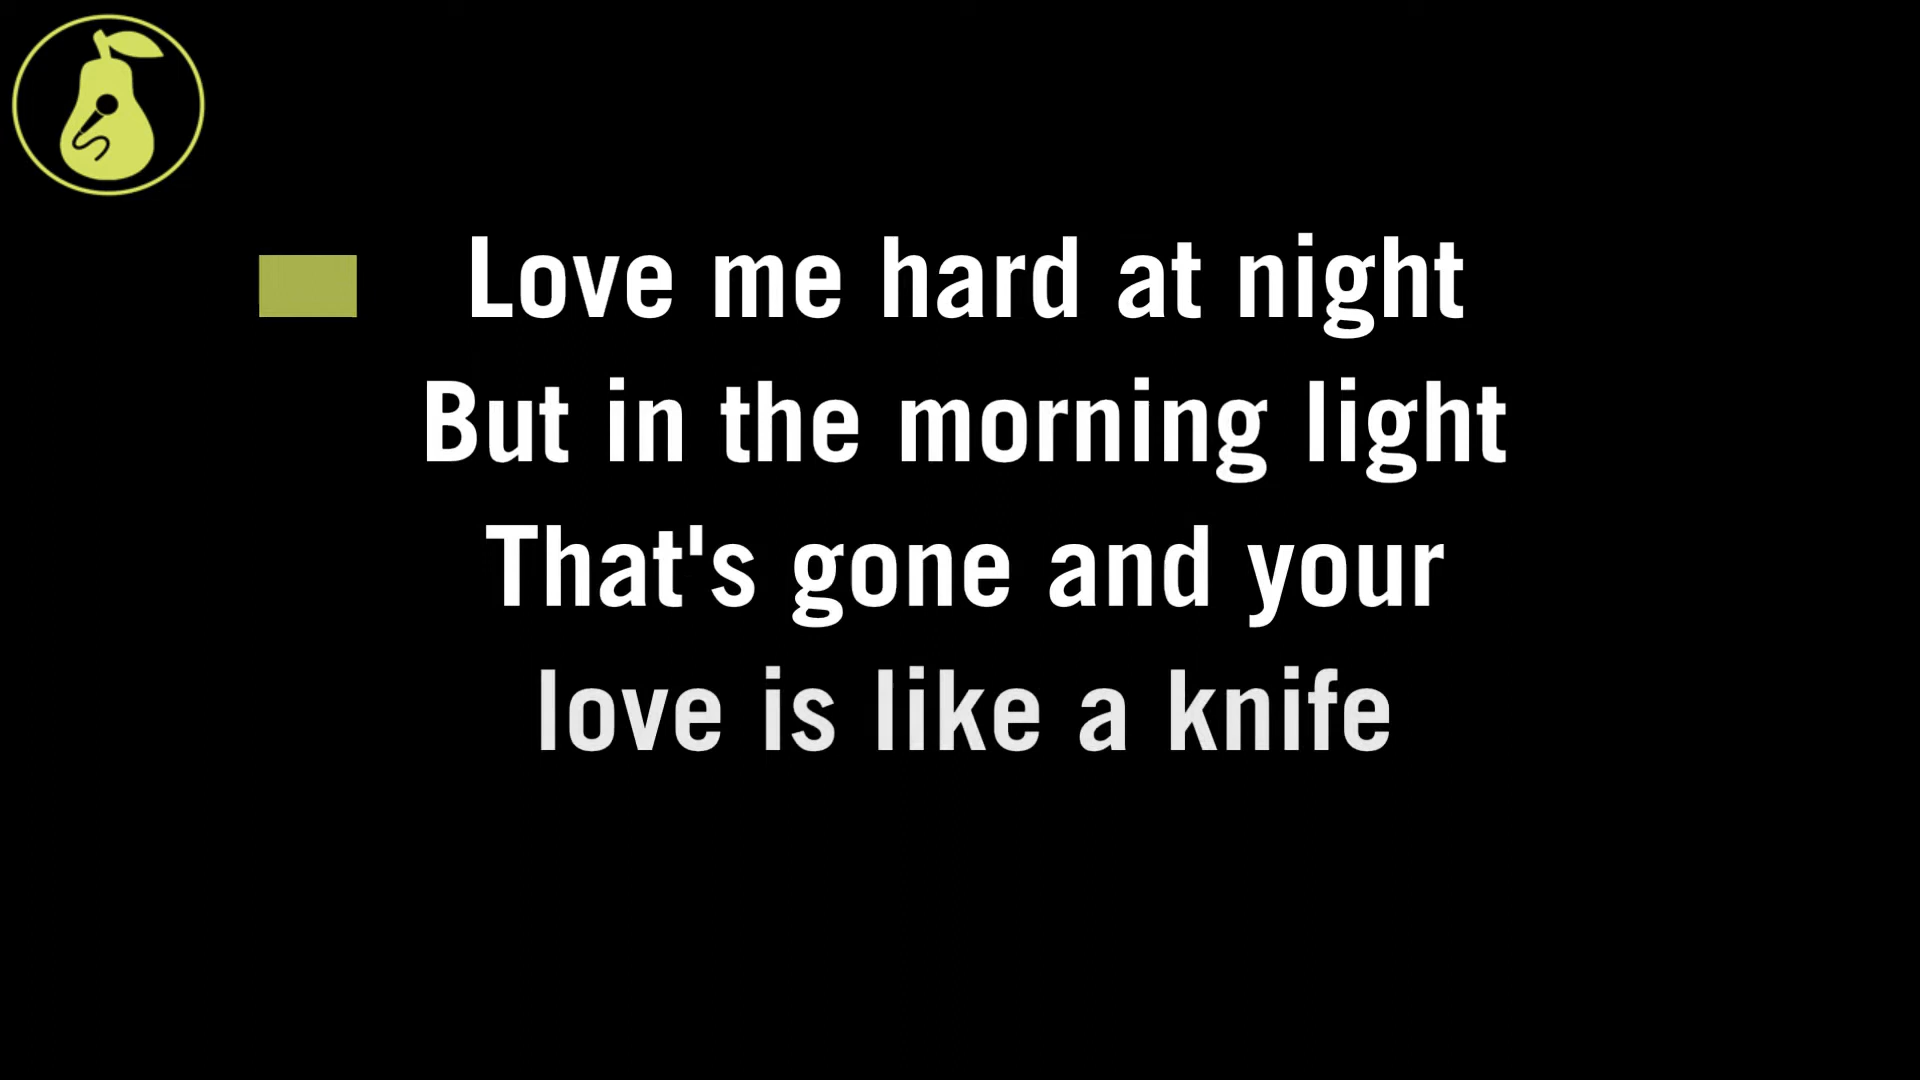 Love me hard at night
But in the morning light
That's gone and your
love is like a knife